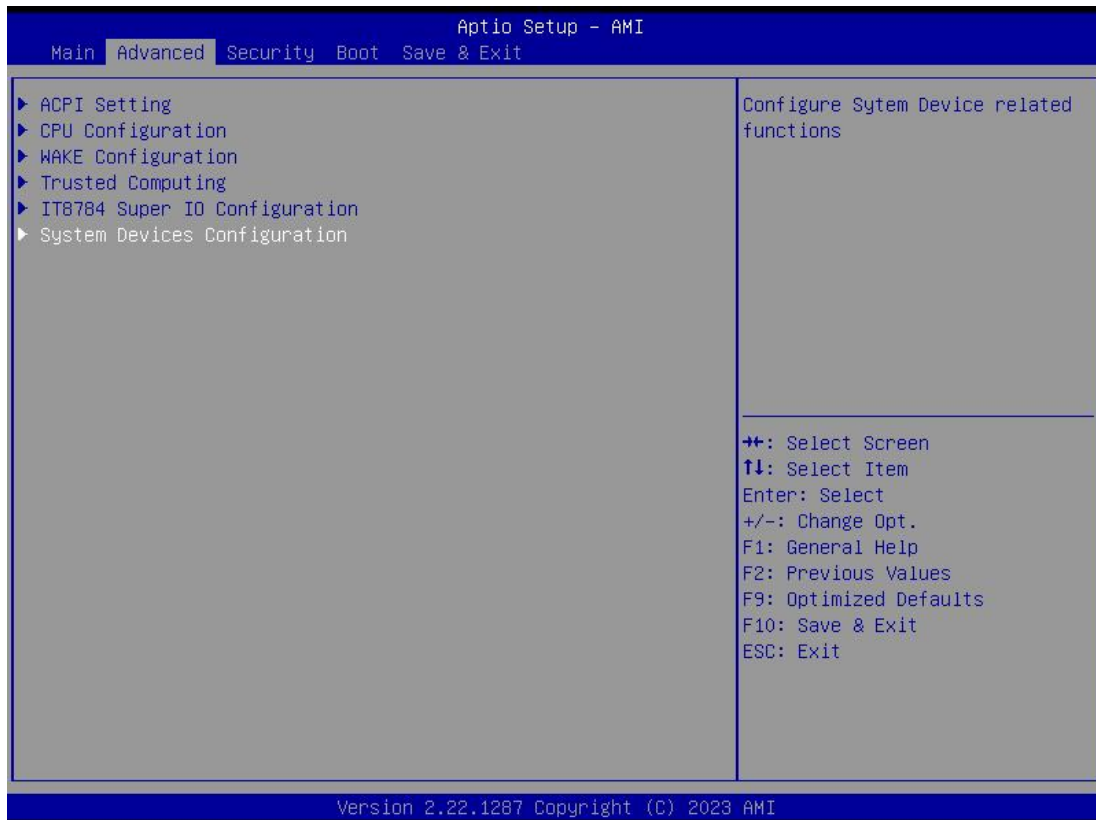 Aptio Setup – AMI
Main Advanced Security Boot Save & Exit
ACPI Setting
CPU Configuration
WAKE Configuration
Trusted Computing
IT8784 Super IO Configuration
System Devices Configuration
Configure Sytem Device related
functions
→←: Select Screen
↑↓: Select Item
Enter: Select
+/-: Change Opt.
F1: General Help
F2: Previous Values
F9: Optimized Defaults
F10: Save & Exit
ESC: Exit
Version 2.22.1287 Copyright (C) 2023 AMI